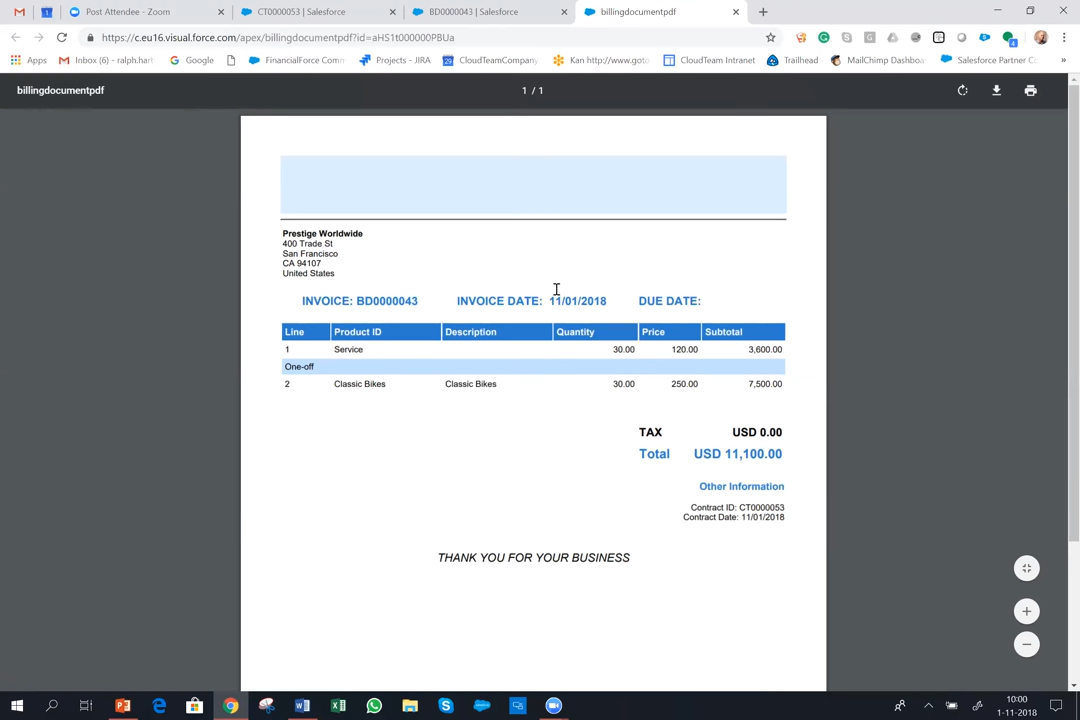 Post Attendee - Zoom
CT0000053 | Salesforce
BD0000043 | Salesforce
billingdocumentpdf
https://c.eu16.visual.force.com/apex/billingdocumentpdf?id=aHS1t000000PBUa
Apps
Inbox (6) - ralph.hart
Google
FinancialForce Comm
Projects - JIRA
CloudTeamCompany
Kan http://www.goto
CloudTeam Intranet
Trailhead
MailChimp Dashboa
Salesforce Partner Co
»
billingdocumentpdf
1 / 1
Prestige Worldwide
400 Trade St
San Francisco
CA 94107
United States
INVOICE: BD0000043 INVOICE DATE: 11/01/2018 DUE DATE:
Line Product ID Description Quantity Price Subtotal
1 Service 30.00 120.00 3,600.00
One-off
2 Classic Bikes Classic Bikes 30.00 250.00 7,500.00
TAX USD 0.00
Total USD 11,100.00
Other Information
Contract ID: CT0000053
Contract Date: 11/01/2018
THANK YOU FOR YOUR BUSINESS
10:00
1-11-2018